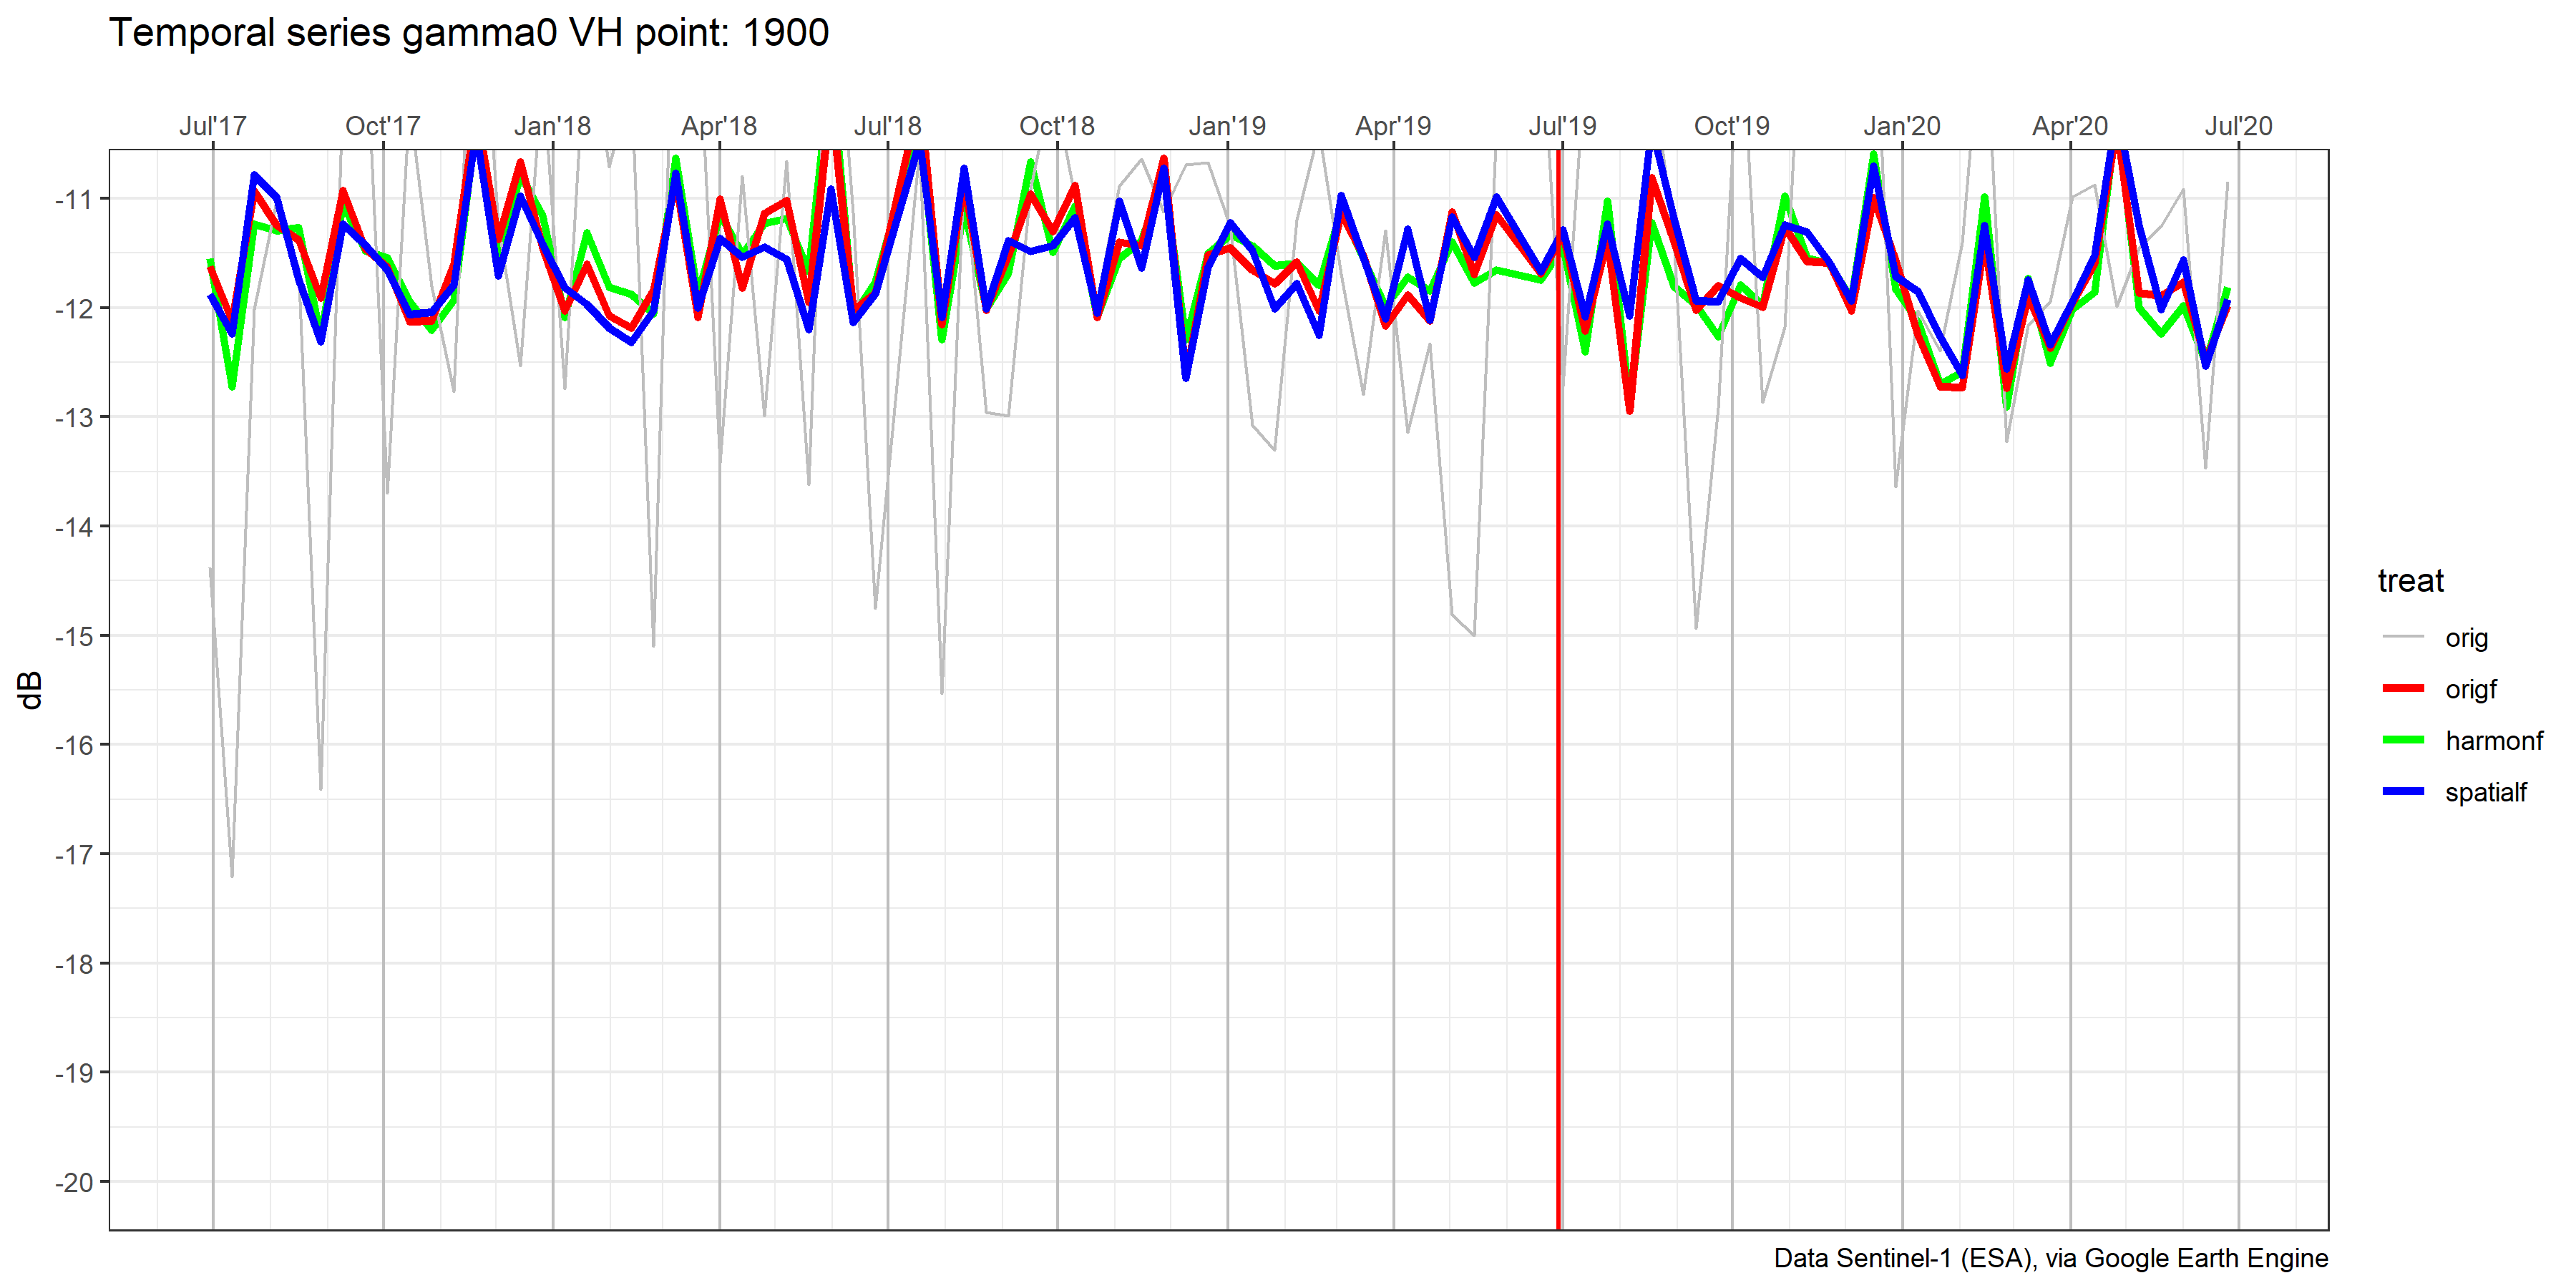 Temporal series gamma0 VH point: 1900
Jul'17 Oct'17 Jan'18 Apr'18 Jul'18 Oct'18 Jan'19 Apr'19 Jul'19 Oct'19 Jan'20 Apr'20 Jul'20
-11
-12
-13
-14
-15
-16
-17
-18
-19
-20
dB
treat
orig
origf
harmonf
spatialf
Data Sentinel-1 (ESA), via Google Earth Engine